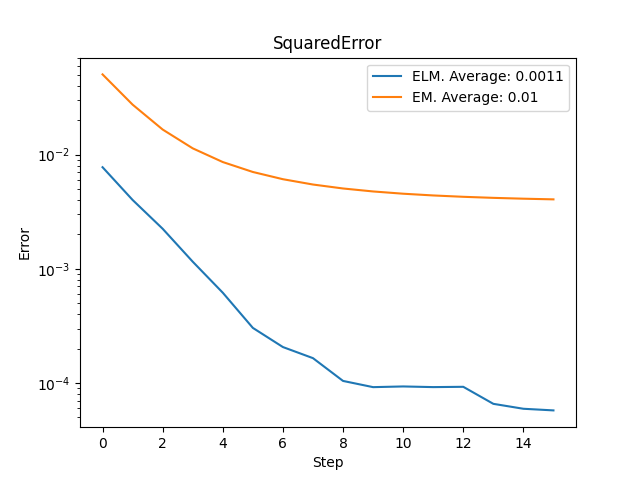 SquaredError
ELM. Average: 0.0011
EM. Average: 0.01
Error
10⁻²
10⁻³
10⁻⁴
0 2 4 6 8 10 12 14
Step